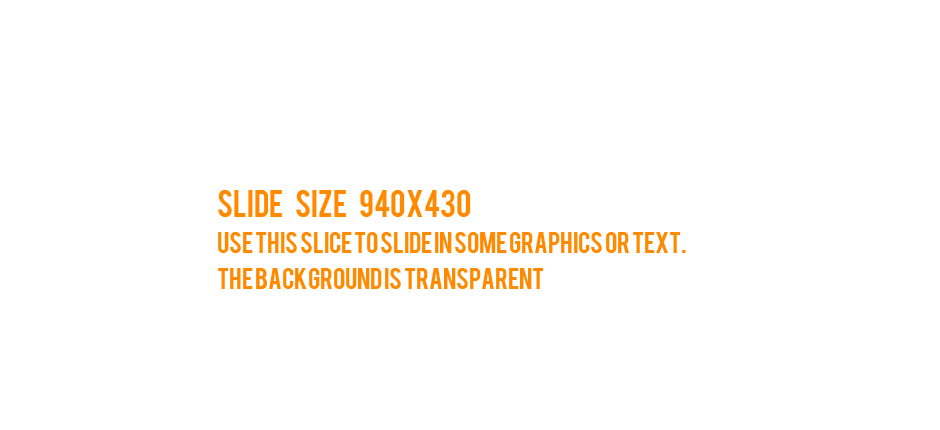 SLIDE SIZE 940X430
USE THIS SLICE TO SLIDE IN SOME GRAPHICS OR TEXT.
THE BACKGROUND IS TRANSPARENT